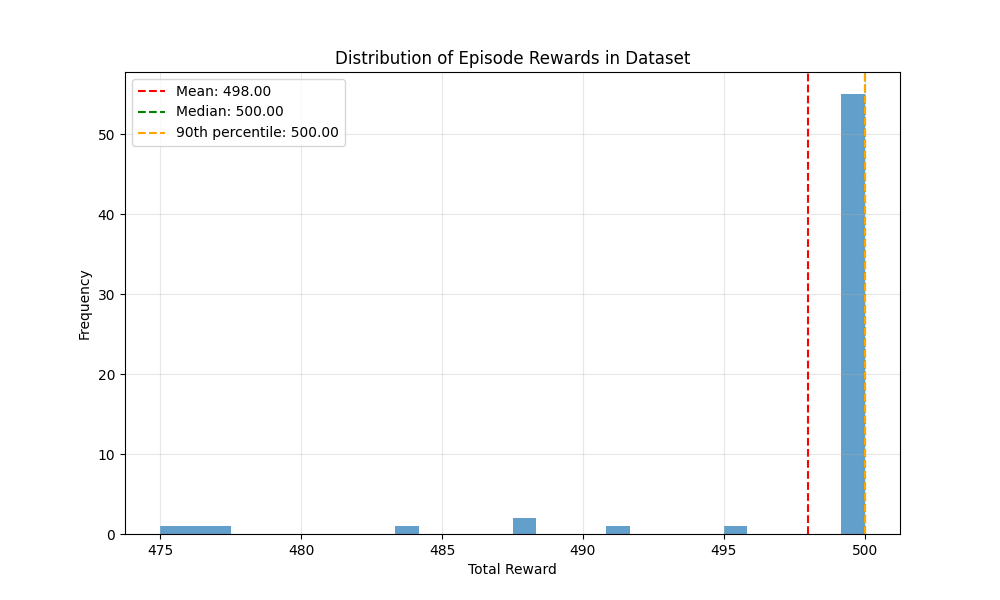 Distribution of Episode Rewards in Dataset
Mean: 498.00
Median: 500.00
90th percentile: 500.00
Frequency
50
40
30
20
10
0
475 480 485 490 495 500
Total Reward